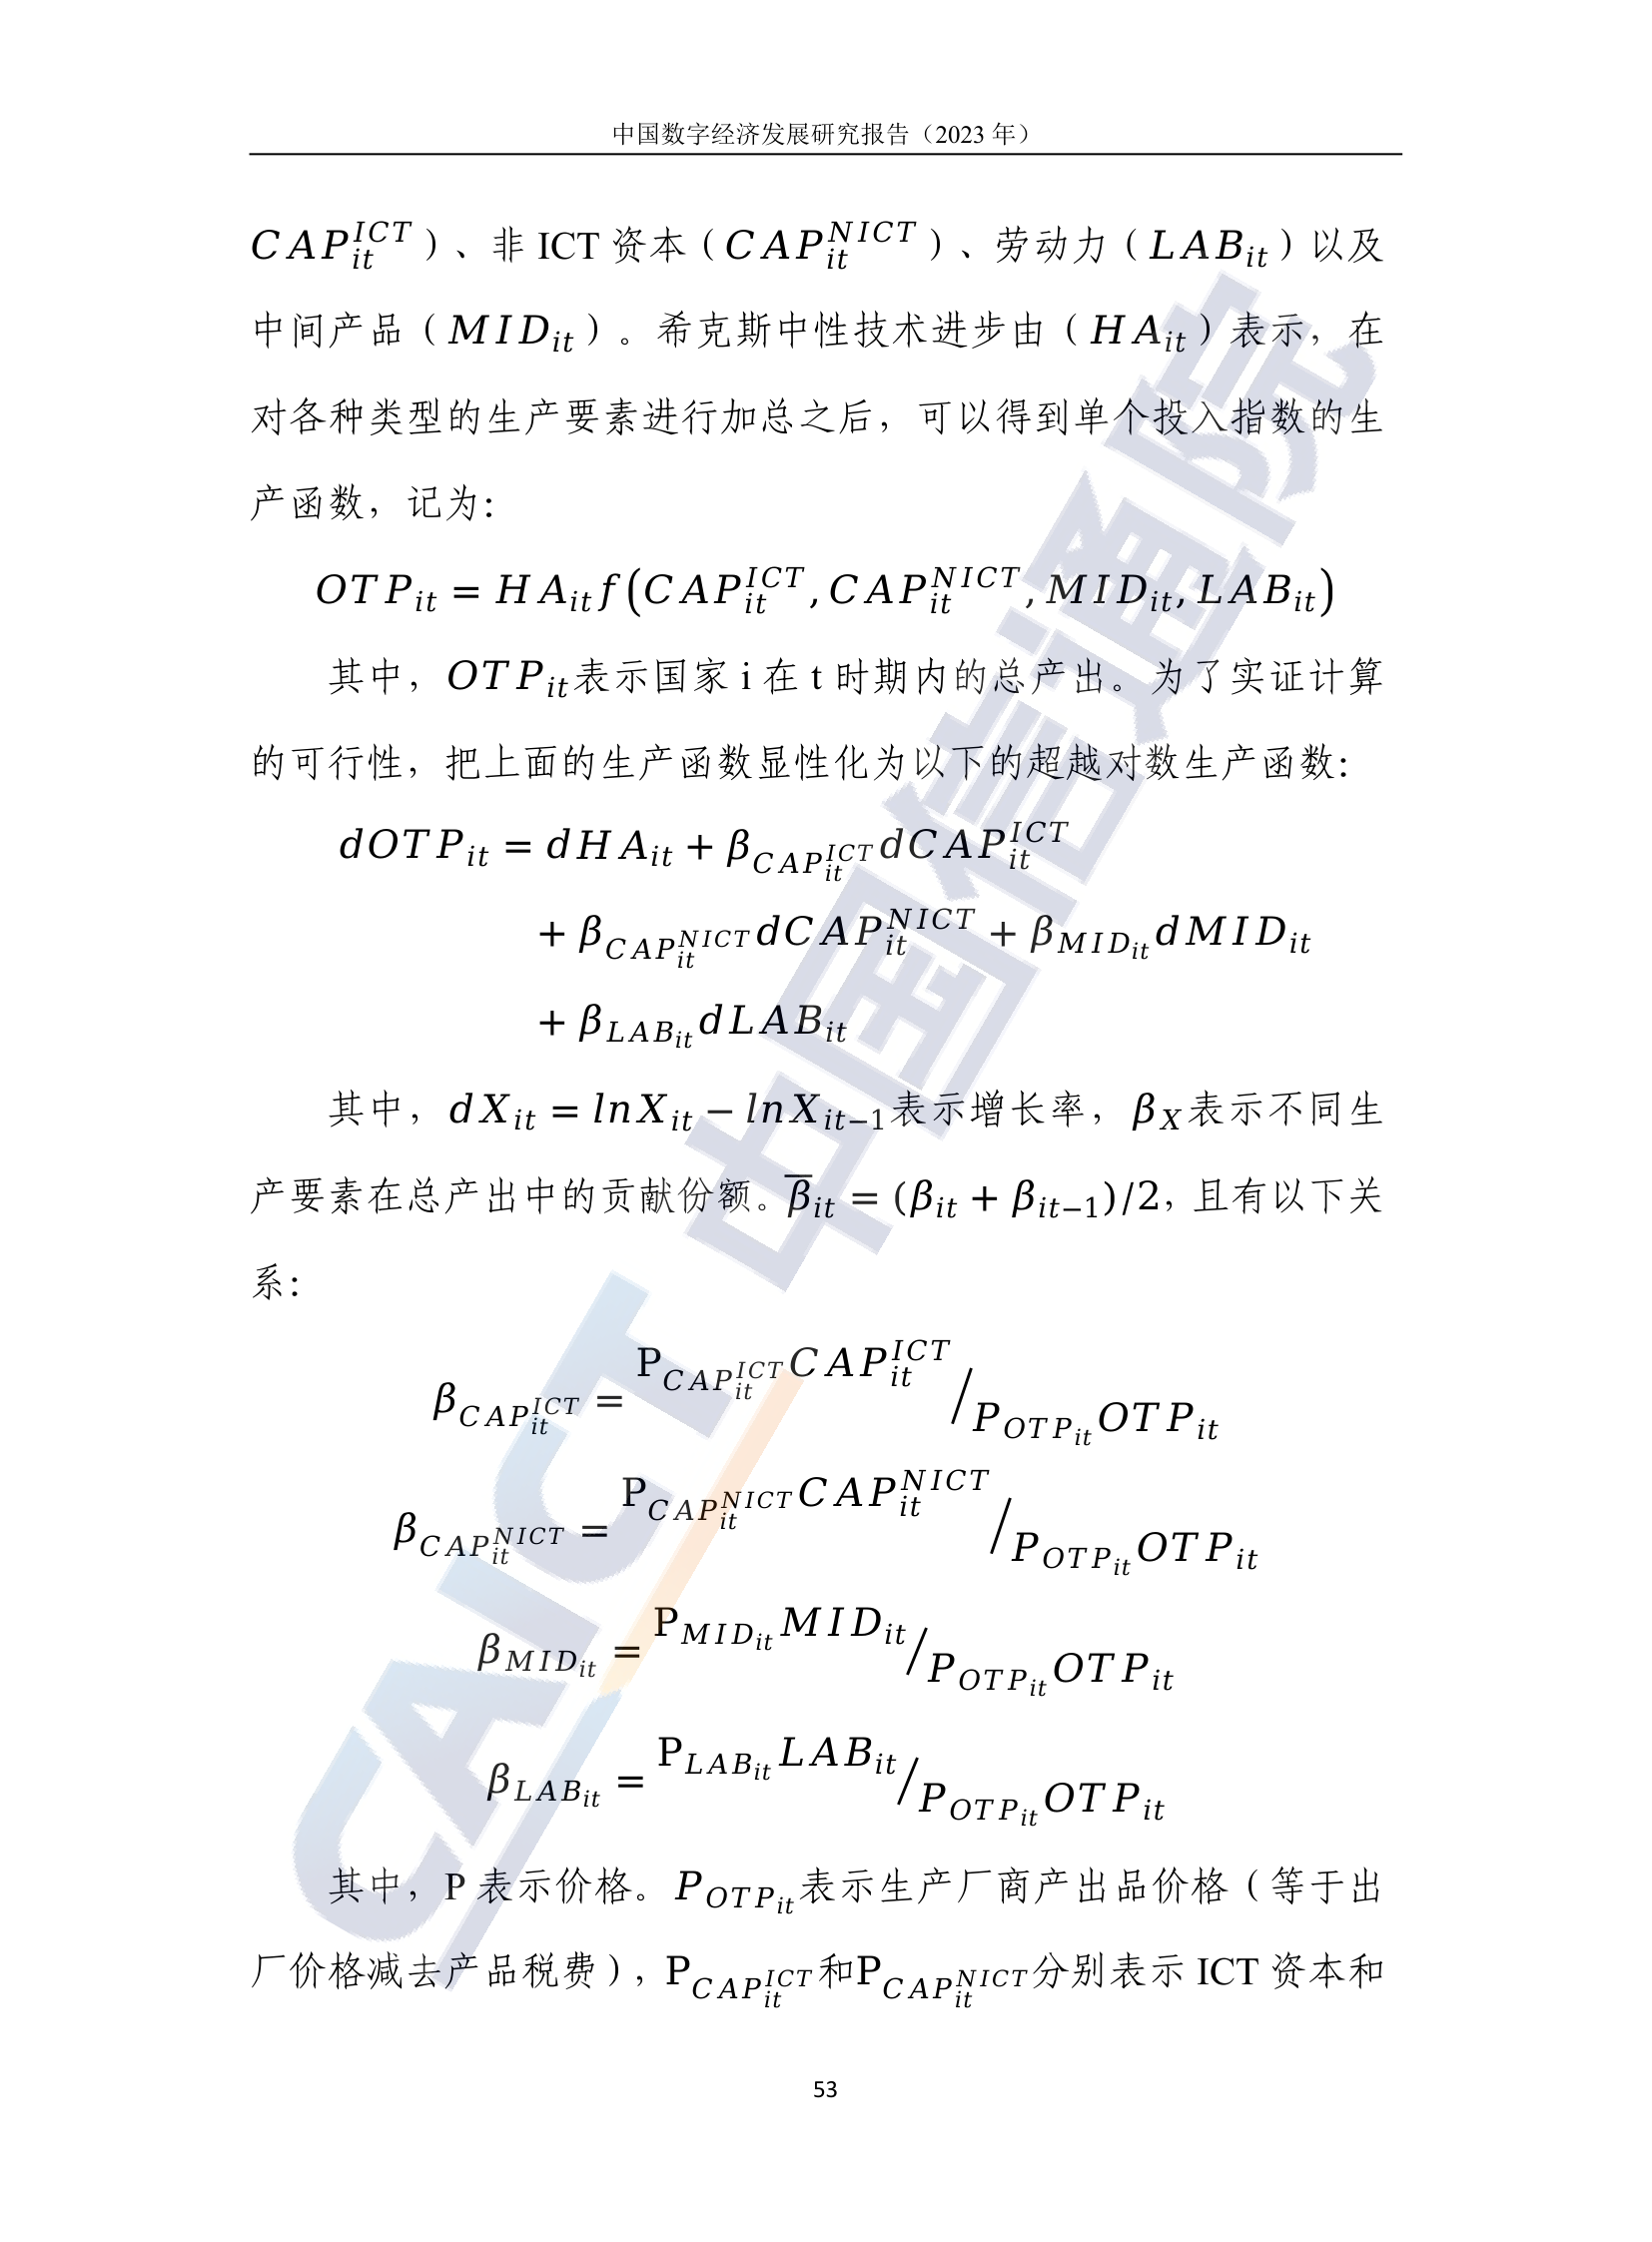 中国数字经济发展研究报告（2023 年）
$CAP_{it}^{ICT}$）、非 ICT 资本（$CAP_{it}^{NICT}$）、劳动力（$LAB_{it}$）以及
中间产品（$MID_{it}$）。希克斯中性技术进步由（$HA_{it}$）表示，在
对各种类型的生产要素进行加总之后，可以得到单个投入指数的生
产函数，记为：
$OTP_{it} = HA_{it}f(CAP_{it}^{ICT}, CAP_{it}^{NICT}, MID_{it}, LAB_{it})$
其中，$OTP_{it}$表示国家 i 在 t 时期内的总产出。为了实证计算
的可行性，把上面的生产函数显性化为以下的超越对数生产函数：
$dOTP_{it} = dHA_{it} + \beta_{CAP_{it}^{ICT}}dCAP_{it}^{ICT}$
$+ \beta_{CAP_{it}^{NICT}}dCAP_{it}^{NICT} + \beta_{MID_{it}}dMID_{it}$
$+ \beta_{LAB_{it}}dLAB_{it}$
其中，$dX_{it} = lnX_{it} - lnX_{it-1}$表示增长率，$\beta_X$表示不同生
产要素在总产出中的贡献份额。$\overline{\beta}_{it} = (\beta_{it} + \beta_{it-1})/2$，且有以下关
系：
$\beta_{CAP_{it}^{ICT}} = P_{CAP_{it}^{ICT}}CAP_{it}^{ICT} / P_{OTP_{it}}OTP_{it}$
$\beta_{CAP_{it}^{NICT}} = P_{CAP_{it}^{NICT}}CAP_{it}^{NICT} / P_{OTP_{it}}OTP_{it}$
$\beta_{MID_{it}} = P_{MID_{it}}MID_{it} / P_{OTP_{it}}OTP_{it}$
$\beta_{LAB_{it}} = P_{LAB_{it}}LAB_{it} / P_{OTP_{it}}OTP_{it}$
其中，P 表示价格。$P_{OTP_{it}}$表示生产厂商产出品价格（等于出
厂价格减去产品税费），$P_{CAP_{it}^{ICT}}$和$P_{CAP_{it}^{NICT}}$分别表示 ICT 资本和
53
CAICT 中国信通院